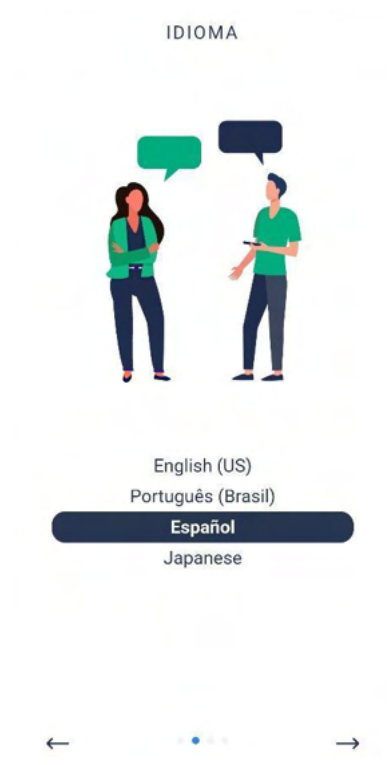 IDIOMA
English (US)
Português (Brasil)
Español
Japanese